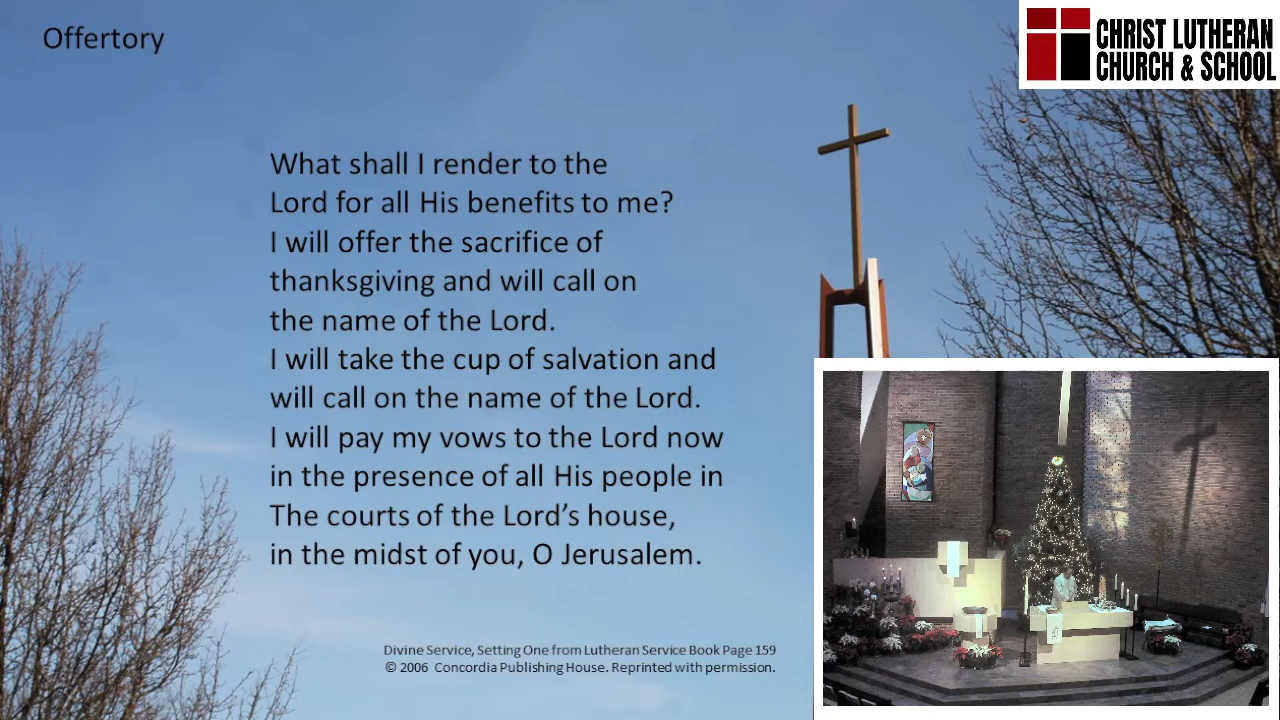 Offertory
CHRIST LUTHERAN
CHURCH & SCHOOL
What shall I render to the
Lord for all His benefits to me?
I will offer the sacrifice of
thanksgiving and will call on
the name of the Lord.
I will take the cup of salvation and
will call on the name of the Lord.
I will pay my vows to the Lord now
in the presence of all His people in
The courts of the Lord’s house,
in the midst of you, O Jerusalem.
Divine Service, Setting One from Lutheran Service Book Page 159
© 2006 Concordia Publishing House. Reprinted with permission.